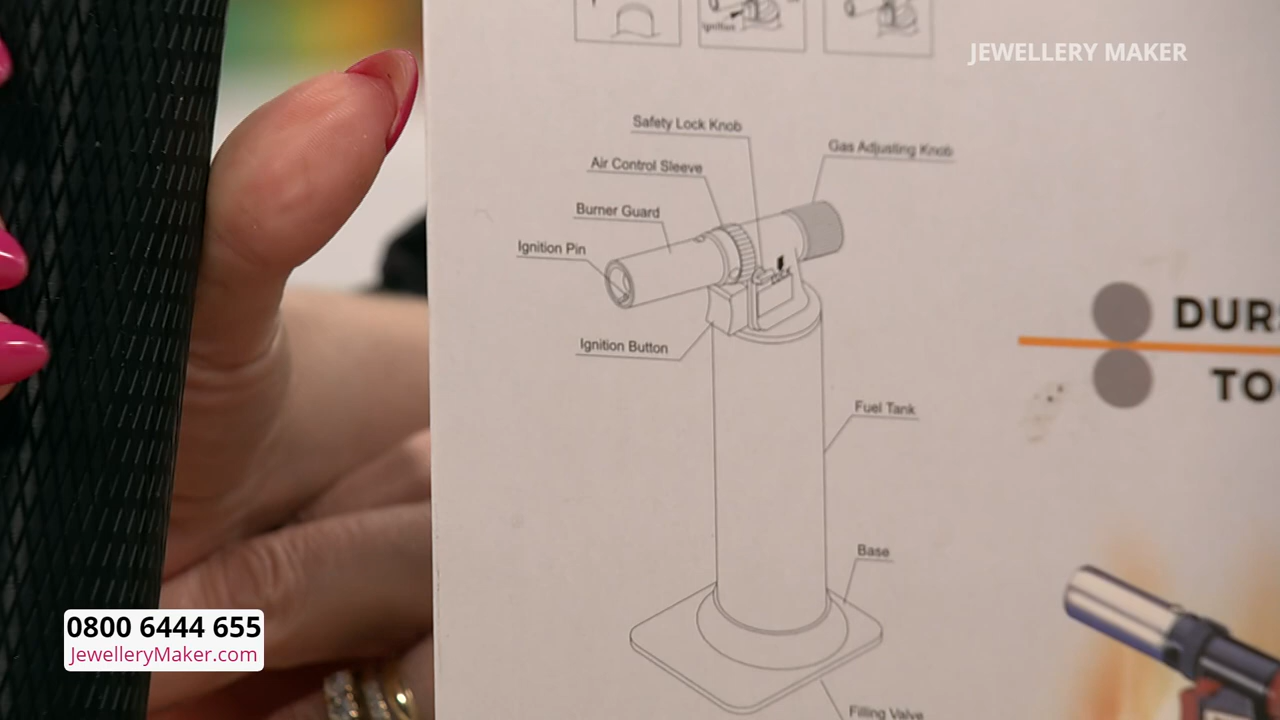 JEWELLERY MAKER
Ignition
Safety Lock Knob
Gas Adjusting Knob
Air Control Sleeve
Burner Guard
Ignition Pin
Ignition Button
Fuel Tank
Base
Filling Valve
DUR
TO
0800 6444 655
JewelleryMaker.com